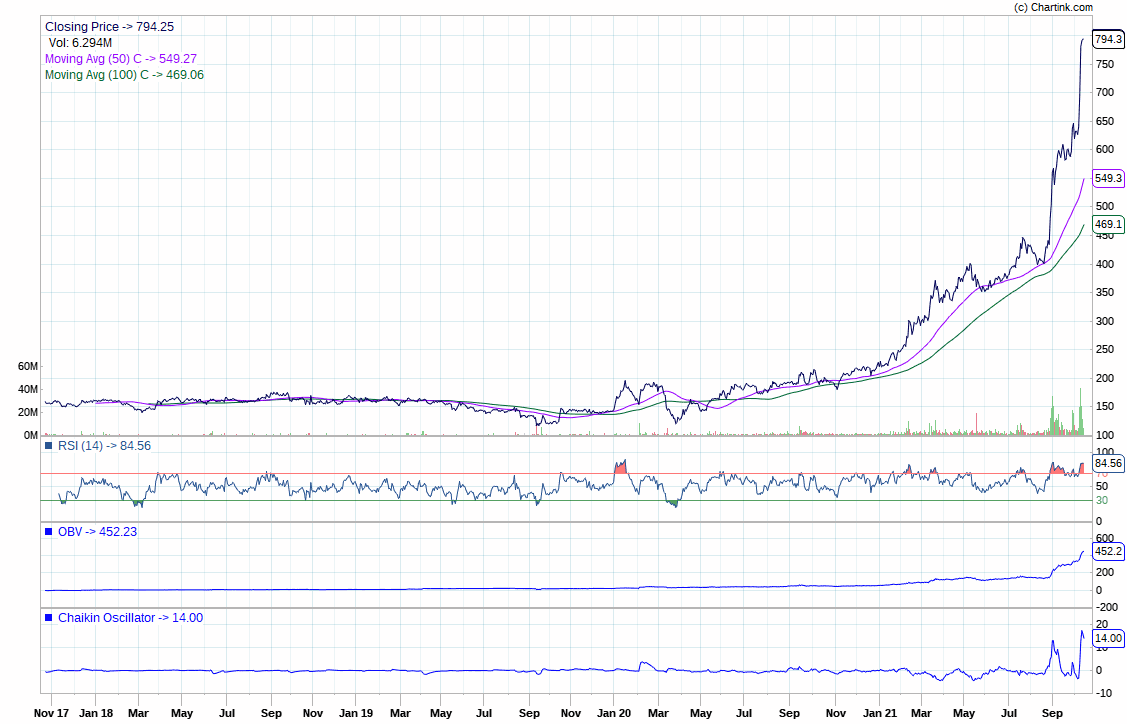 (c) Chartink.com
Closing Price -> 794.25
Vol: 6.294M
Moving Avg (50) C -> 549.27
Moving Avg (100) C -> 469.06
794.3
750
700
650
600
549.3
500
469.1
450
400
350
300
250
200
150
100
60M
40M
20M
0M
RSI (14) -> 84.56
100
84.56
50
30
0
OBV -> 452.23
600
452.2
200
0
-200
Chaikin Oscillator -> 14.00
20
14.00
10
0
-10
Nov 17 Jan 18 Mar May Jul Sep Nov Jan 19 Mar May Jul Sep Nov Jan 20 Mar May Jul Sep Nov Jan 21 Mar May Jul Sep